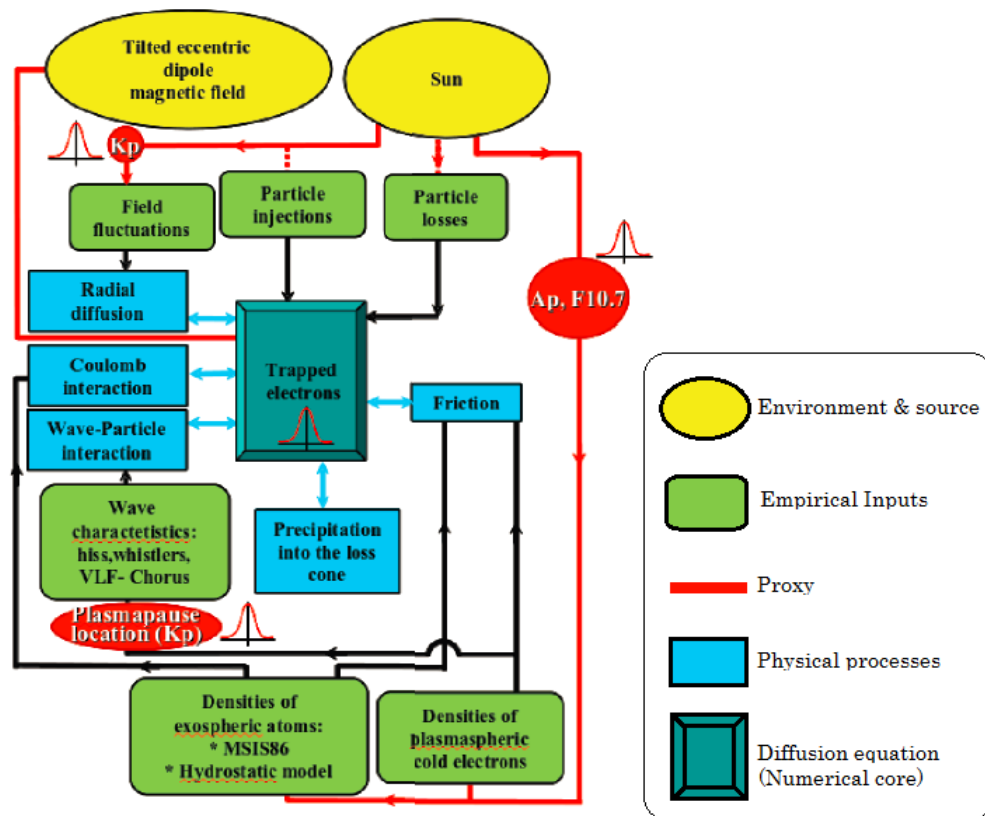 Tilted eccentric
dipole
magnetic field
Sun
Kp
Field
fluctuations
Particle
injections
Particle
losses
Ap, F10.7
Radial
diffusion
Coulomb
interaction
Wave-Particle
interaction
Trapped
electrons
Friction
Wave
charctetistics:
hiss,whistlers,
VLF- Chorus
Precipitation
into the loss
cone
Plasmapause
location (Kp)
Densities of
exospheric atoms:
* MSIS86
* Hydrostatic model
Densities of
plasmaspheric
cold electrons
Environment & source
Empirical Inputs
Proxy
Physical processes
Diffusion equation
(Numerical core)